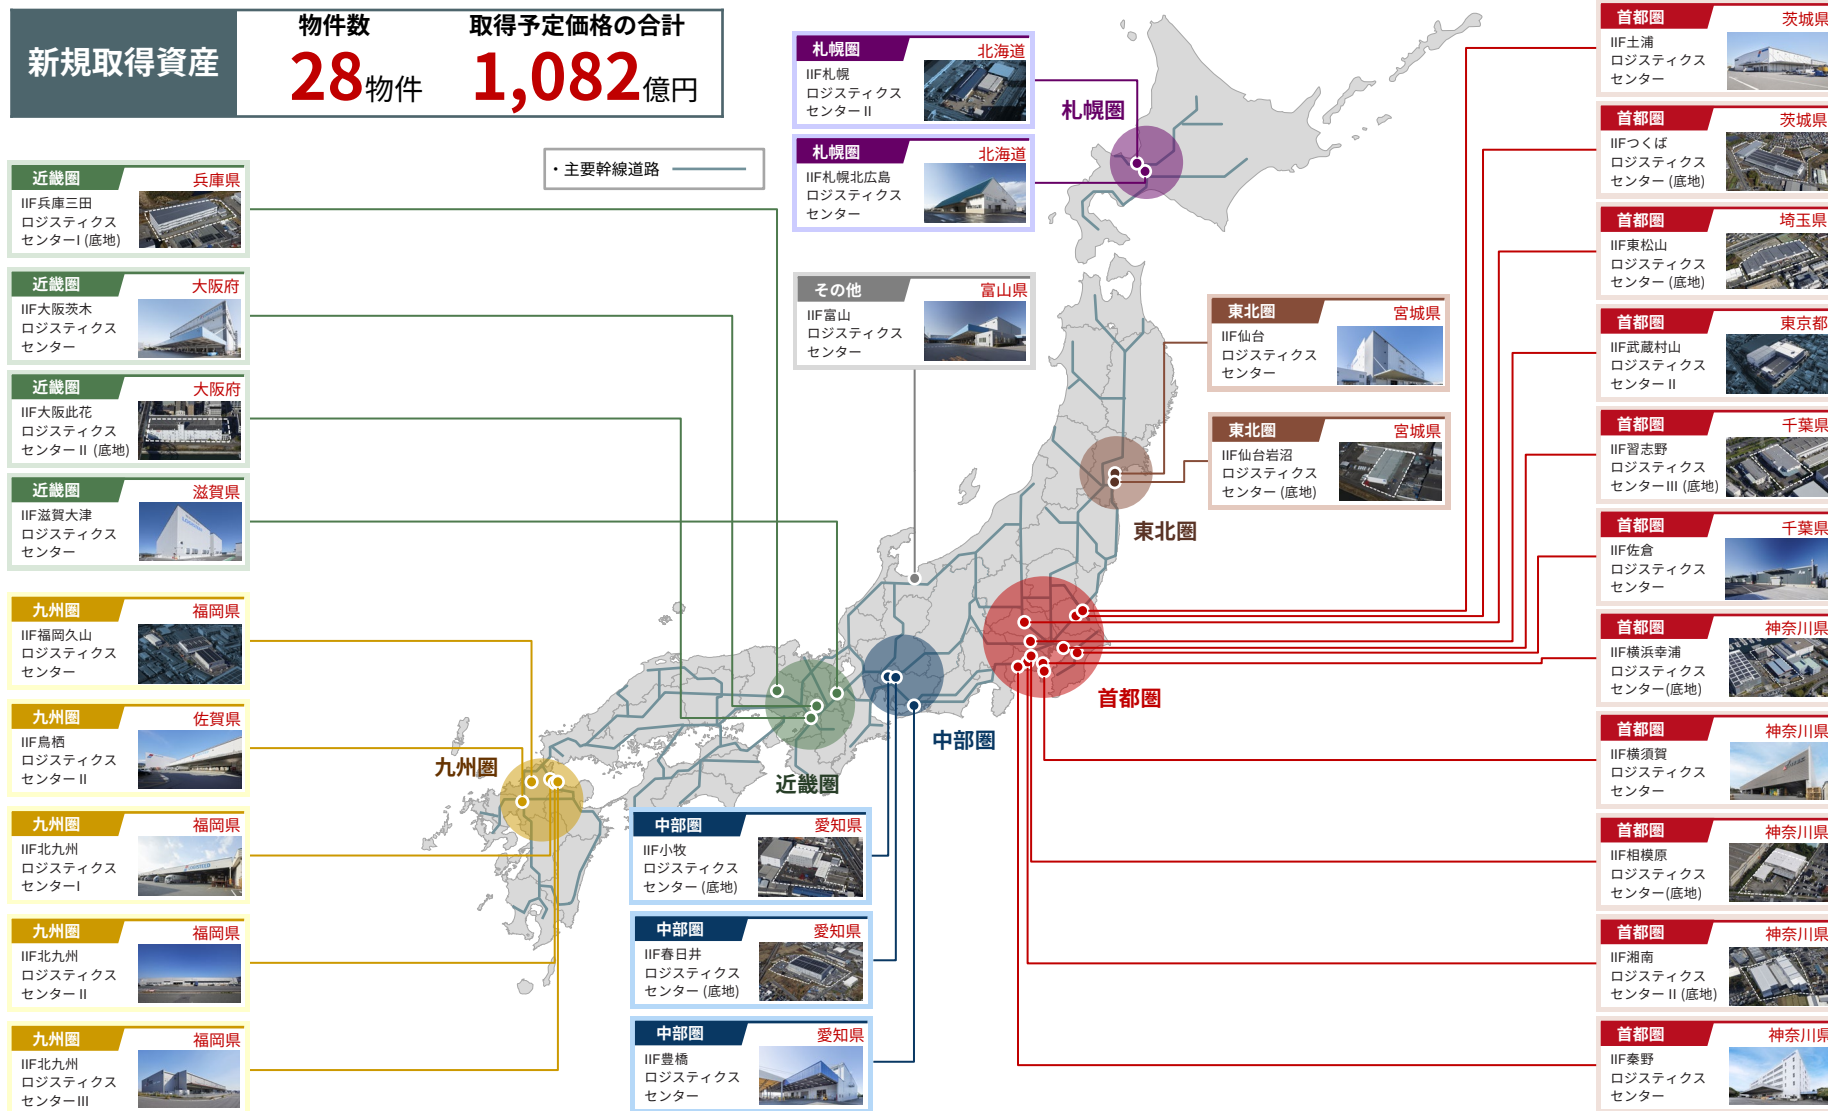 新規取得資産
物件数
28物件
取得予定価格の合計
1,082億円
・主要幹線道路
近畿圏
兵庫県
IIF兵庫三田
ロジスティクス
センターI (底地)
近畿圏
大阪府
IIF大阪茨木
ロジスティクス
センター
近畿圏
大阪府
IIF大阪此花
ロジスティクス
センターⅡ (底地)
近畿圏
滋賀県
IIF滋賀大津
ロジスティクス
センター
九州圏
福岡県
IIF福岡久山
ロジスティクス
センター
九州圏
佐賀県
IIF鳥栖
ロジスティクス
センターⅡ
九州圏
福岡県
IIF北九州
ロジスティクス
センターI
九州圏
福岡県
IIF北九州
ロジスティクス
センターⅡ
九州圏
福岡県
IIF北九州
ロジスティクス
センターIII
札幌圏
北海道
IIF札幌
ロジスティクス
センターⅡ
札幌圏
北海道
IIF札幌北広島
ロジスティクス
センター
その他
富山県
IIF富山
ロジスティクス
センター
札幌圏
東北圏
宮城県
IIF仙台
ロジスティクス
センター
東北圏
宮城県
IIF仙台岩沼
ロジスティクス
センター (底地)
東北圏
首都圏
中部圏
近畿圏
九州圏
中部圏
愛知県
IIF小牧
ロジスティクス
センター (底地)
中部圏
愛知県
IIF春日井
ロジスティクス
センター (底地)
中部圏
愛知県
IIF豊橋
ロジスティクス
センター
首都圏
茨城県
IIF土浦
ロジスティクス
センター
首都圏
茨城県
IIFつくば
ロジスティクス
センター (底地)
首都圏
埼玉県
IIF東松山
ロジスティクス
センター (底地)
首都圏
東京都
IIF武蔵村山
ロジスティクス
センターⅡ
首都圏
千葉県
IIF習志野
ロジスティクス
センターIII (底地)
首都圏
千葉県
IIF佐倉
ロジスティクス
センター
首都圏
神奈川県
IIF横浜幸浦
ロジスティクス
センター(底地)
首都圏
神奈川県
IIF横須賀
ロジスティクス
センター
首都圏
神奈川県
IIF相模原
ロジスティクス
センター(底地)
首都圏
神奈川県
IIF湘南
ロジスティクス
センターⅡ (底地)
首都圏
神奈川県
IIF秦野
ロジスティクス
センター